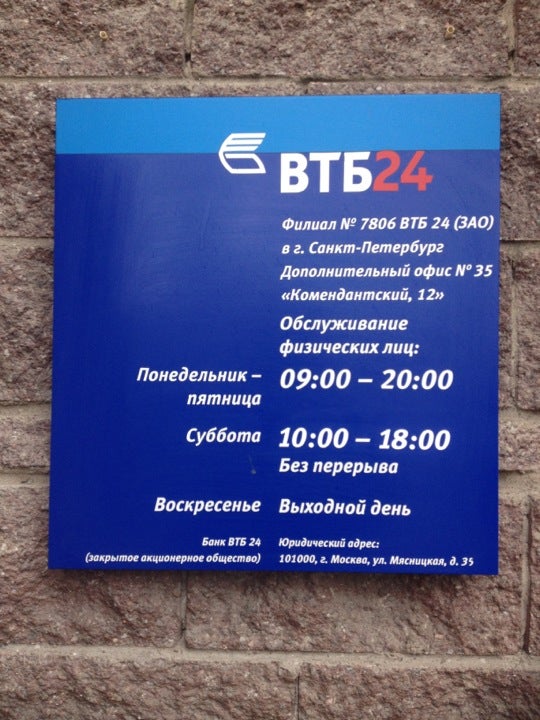 ВТБ24
Филиал № 7806 ВТБ 24 (ЗАО)
в г. Санкт-Петербург
Дополнительный офис № 35
«Комендантский, 12»
Обслуживание
физических лиц:
Понедельник – 09:00 – 20:00
пятница
Суббота 10:00 – 18:00
Без перерыва
Воскресенье Выходной день
Банк ВТБ 24 Юридический адрес:
(закрытое акционерное общество) 101000, г. Москва, ул. Мясницкая, д. 35